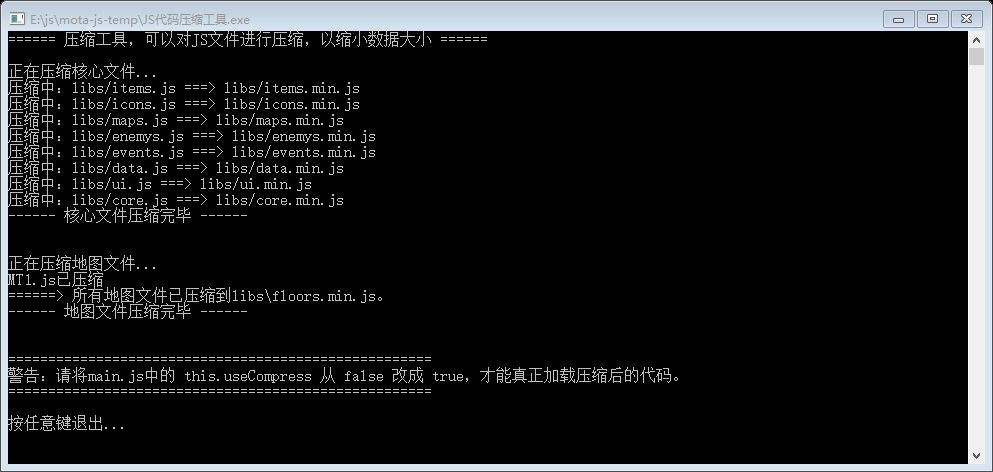 E:\js\mota-js-temp\JS代码压缩工具.exe
====== 压缩工具，可以对JS文件进行压缩，以缩小数据大小 ======
正在压缩核心文件...
压缩中：libs/items.js ===> libs/items.min.js
压缩中：libs/icons.js ===> libs/icons.min.js
压缩中：libs/maps.js ===> libs/maps.min.js
压缩中：libs/enemys.js ===> libs/enemys.min.js
压缩中：libs/events.js ===> libs/events.min.js
压缩中：libs/data.js ===> libs/data.min.js
压缩中：libs/ui.js ===> libs/ui.min.js
压缩中：libs/core.js ===> libs/core.min.js
------ 核心文件压缩完毕 ------
正在压缩地图文件...
MT1.js已压缩
======> 所有地图文件已压缩到libs\floors.min.js。
------ 地图文件压缩完毕 ------
=====================================================
警告：请将main.js中的 this.useCompress 从 false 改成 true，才能真正加载压缩后的代码。
=====================================================
按任意键退出...